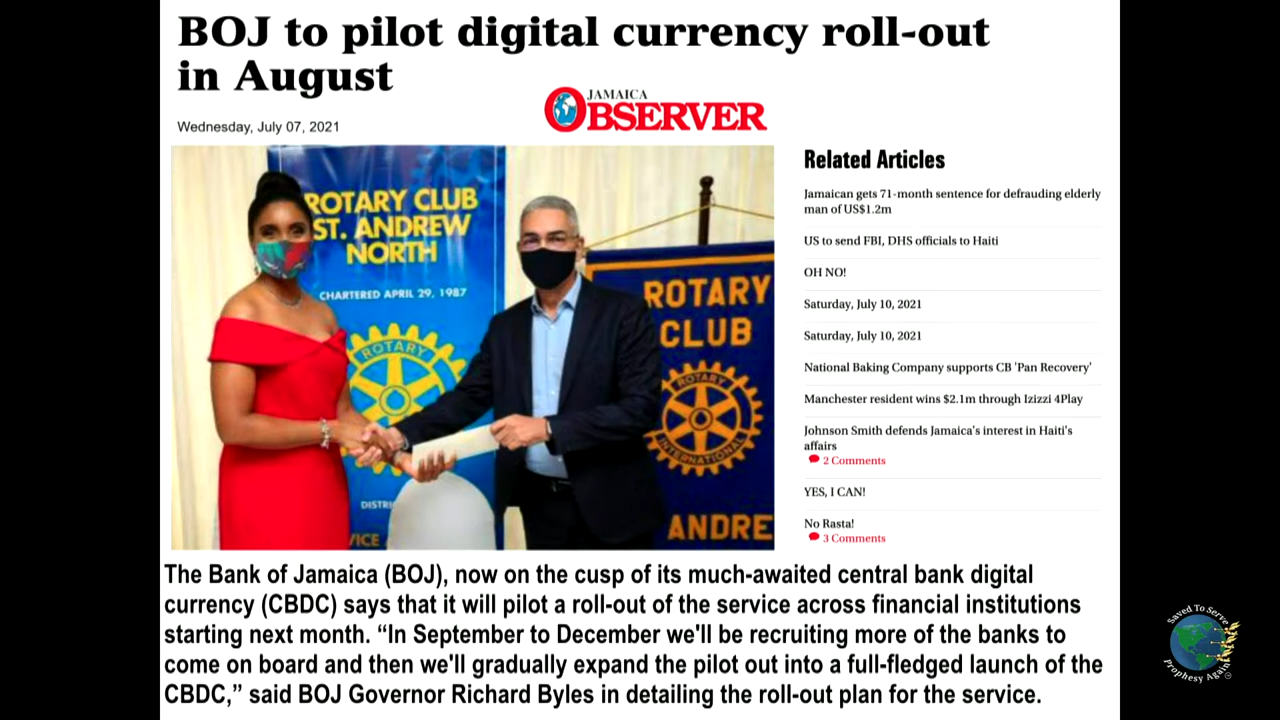 BOJ to pilot digital currency roll-out
in August
JAMAICA
OBSERVER
Wednesday, July 07, 2021
ROTARY CLUB
ST. ANDREW
NORTH
CHARTERED APRIL 29, 1987
ROTARY
DISTRI
VICE
ROTARY
CLUB
ROTARY
INTERNATIONAL
ANDRE
Related Articles
Jamaican gets 71-month sentence for defrauding elderly
man of US$1.2m
US to send FBI, DHS officials to Haiti
OH NO!
Saturday, July 10, 2021
Saturday, July 10, 2021
National Baking Company supports CB 'Pan Recovery'
Manchester resident wins $2.1m through Izizzi 4Play
Johnson Smith defends Jamaica's interest in Haiti's
affairs
2 Comments
YES, I CAN!
No Rasta!
3 Comments
The Bank of Jamaica (BOJ), now on the cusp of its much-awaited central bank digital
currency (CBDC) says that it will pilot a roll-out of the service across financial institutions
starting next month. “In September to December we'll be recruiting more of the banks to
come on board and then we'll gradually expand the pilot out into a full-fledged launch of the
CBDC,” said BOJ Governor Richard Byles in detailing the roll-out plan for the service.
Saved To Serve
Prophesy Again